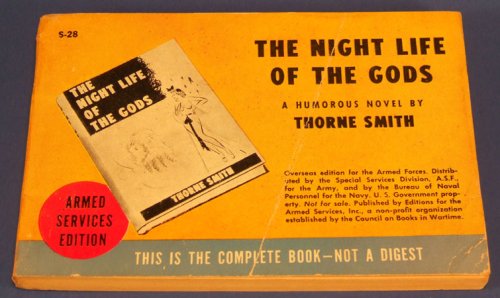 S-28
THE NIGHT LIFE
OF THE GODS
A HUMOROUS NOVEL BY
THORNE SMITH
THE
NIGHT LIFE
OF
THE GODS
THORNE SMITH
Overseas edition for the Armed Forces. Distrib-
uted by the Special Services Division, A.S.F.,
for the Army, and by the Bureau of Naval
Personnel for the Navy, U. S. Government prop-
erty. Not for sale. Published by Editions for the
Armed Services, Inc., a non-profit organization
established by the Council on Books in Wartime.
ARMED
SERVICES
EDITION
THIS IS THE COMPLETE BOOK—NOT A DIGEST